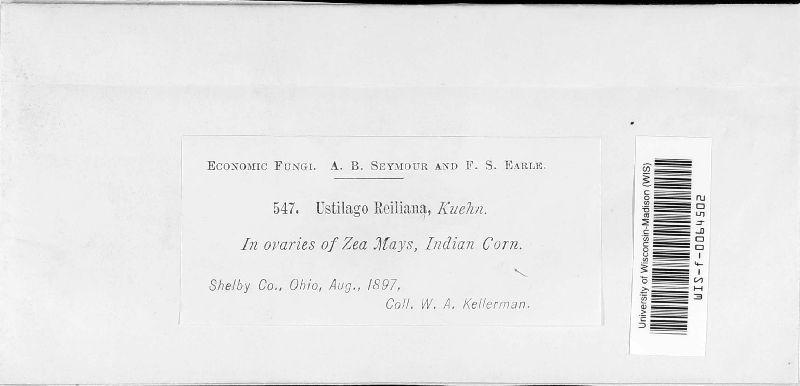 ECONOMIC FUNGI. A. B. SEYMOUR AND F. S. EARLE.
547. Ustilago Reiliana, Kuehn.
In ovaries of Zea Mays, Indian Corn.
Shelby Co., Ohio, Aug., 1897,
Coll. W. A. Kellerman.
University of Wisconsin-Madison (WIS)
WIS-f-0064502